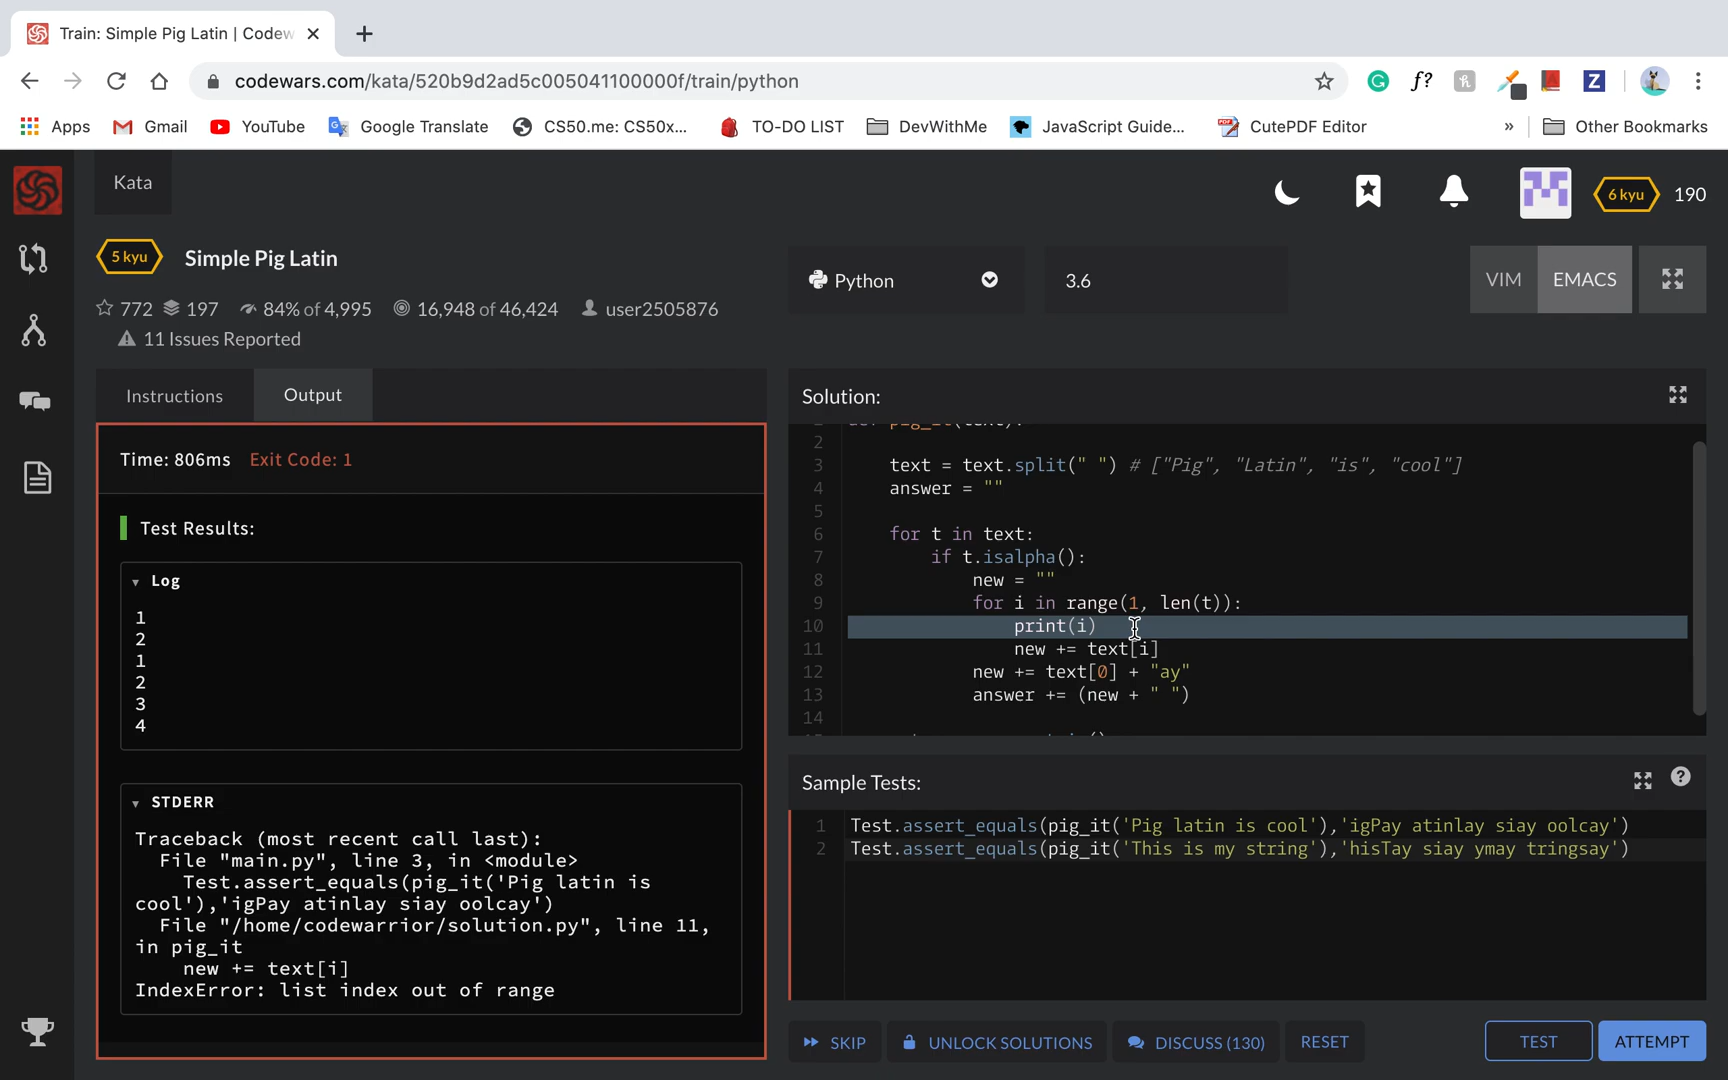 Train: Simple Pig Latin | Codew
codewars.com/kata/520b9d2ad5c005041100000f/train/python
Apps Gmail YouTube Google Translate CS50.me: CS50x... TO-DO LIST DevWithMe JavaScript Guide... CutePDF Editor » Other Bookmarks
Kata
6 kyu 190
5 kyu Simple Pig Latin
772 197 84% of 4,995 16,948 of 46,424 user2505876
11 Issues Reported
Python 3.6
VIM EMACS
Instructions Output
Time: 806ms Exit Code: 1
Test Results:
Log
1
2
1
2
3
4
STDERR
Traceback (most recent call last):
File "main.py", line 3, in <module>
Test.assert_equals(pig_it('Pig latin is
cool'),'igPay atinlay siay oolcay')
File "/home/codewarrior/solution.py", line 11,
in pig_it
new += text[i]
IndexError: list index out of range
Solution:
2
3 text = text.split(" ") # ["Pig", "Latin", "is", "cool"]
4 answer = ""
5
6 for t in text:
7 if t.isalpha():
8 new = ""
9 for i in range(1, len(t)):
10 print(i)
11 new += text[i]
12 new += text[0] + "ay"
13 answer += (new + " ")
14
Sample Tests:
1 Test.assert_equals(pig_it('Pig latin is cool'),'igPay atinlay siay oolcay')
2 Test.assert_equals(pig_it('This is my string'),'hisTay siay ymay tringsay')
SKIP UNLOCK SOLUTIONS DISCUSS (130) RESET TEST ATTEMPT